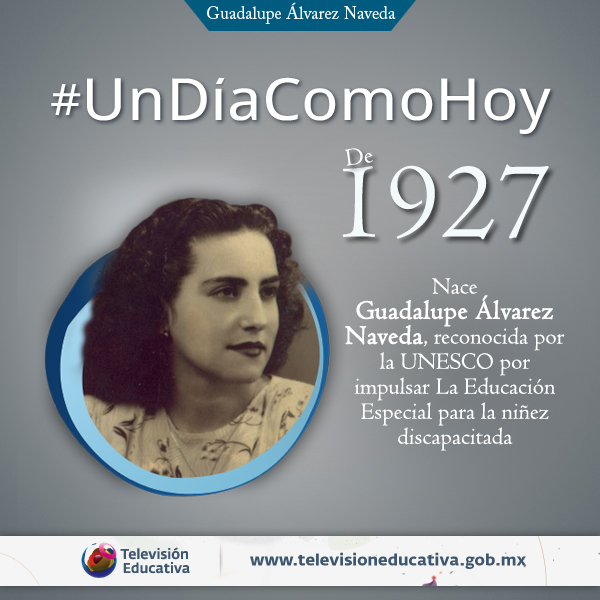 Guadalupe Álvarez Naveda
#UnDíaComoHoy
De
1927
Nace
Guadalupe Álvarez
Naveda, reconocida por
la UNESCO por
impulsar La Educación
Especial para la niñez
discapacitada
Televisión
Educativa
www.televisioneducativa.gob.mx